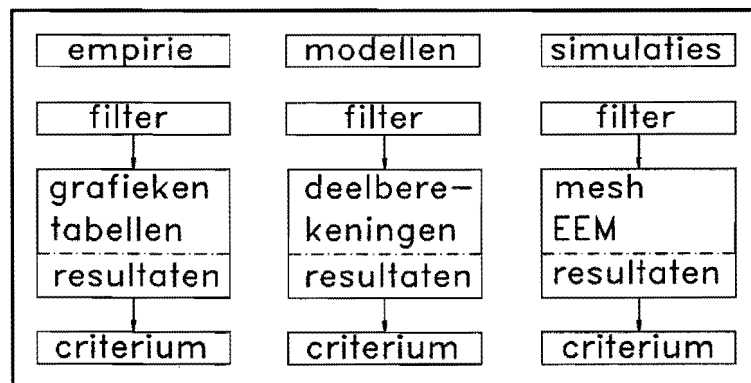 empirie
filter
grafieken
tabellen
resultaten
criterium
modellen
filter
deelbere-
keningen
resultaten
criterium
simulaties
filter
mesh
EEM
resultaten
criterium